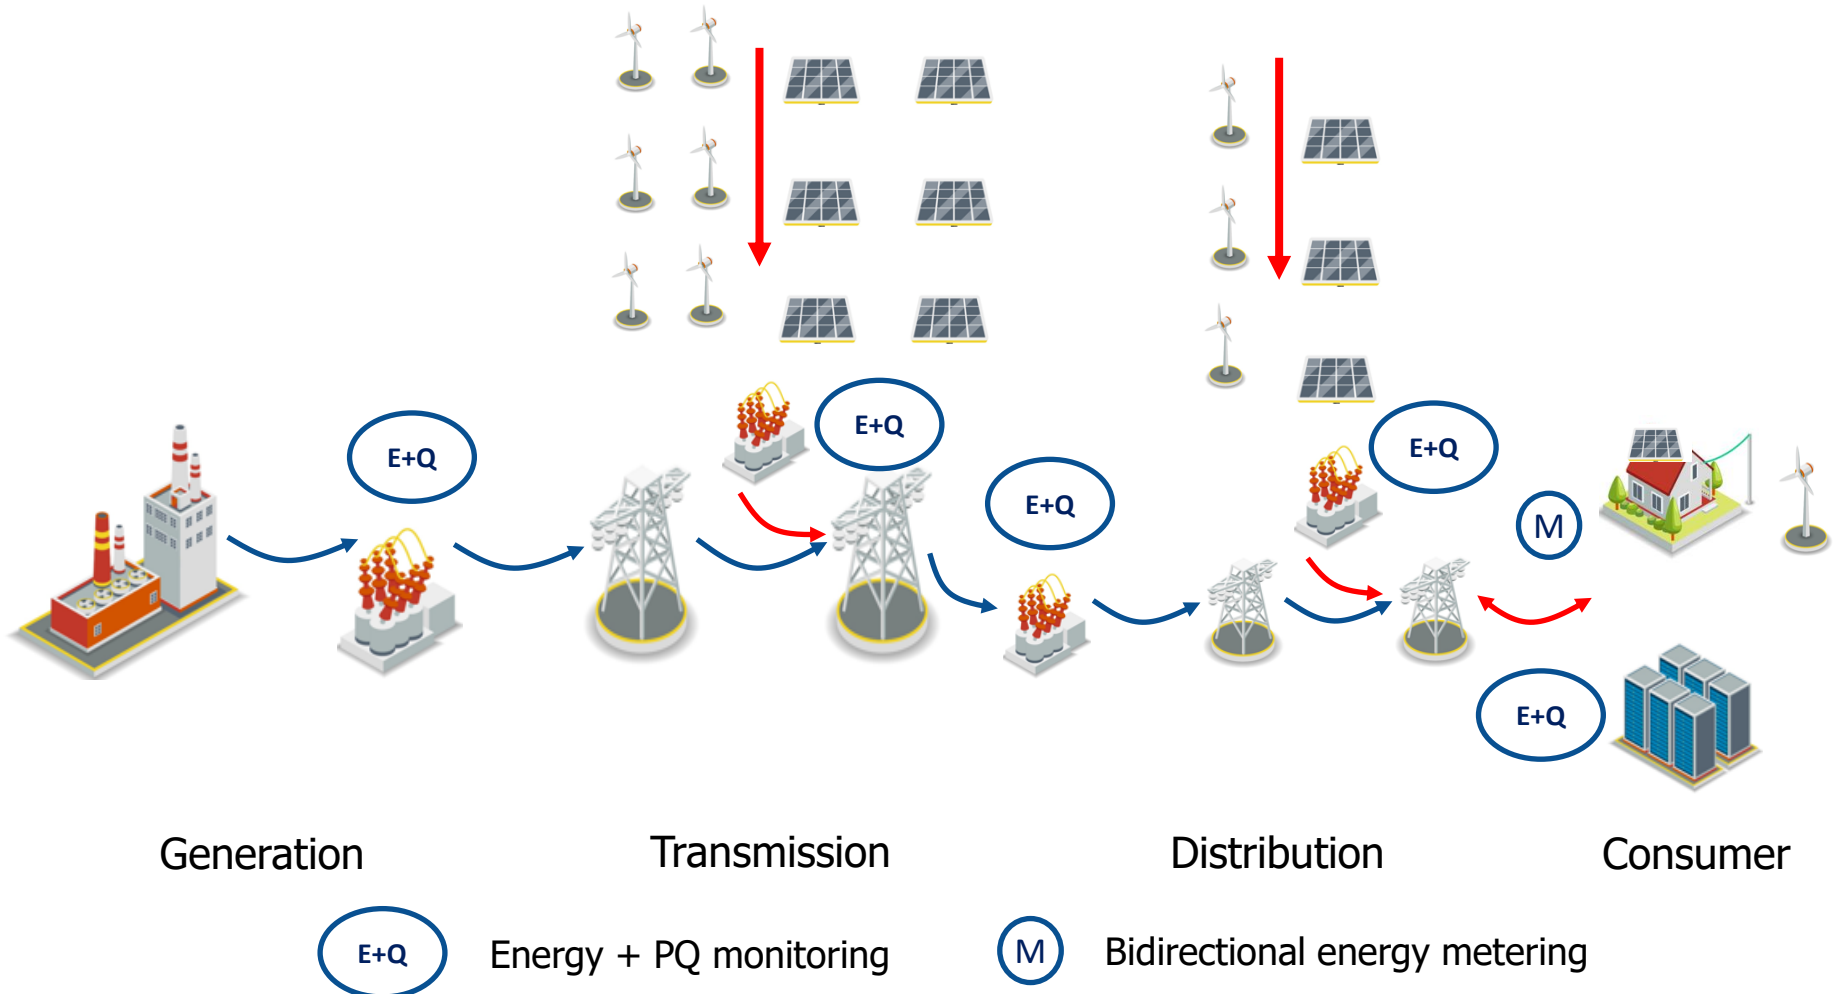 E+Q
E+Q
E+Q
E+Q
M
E+Q
Generation
Transmission
Distribution
Consumer
E+Q
Energy + PQ monitoring
M
Bidirectional energy metering